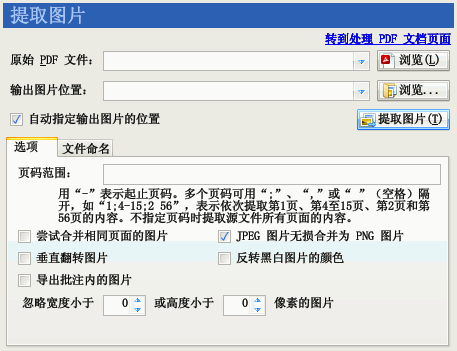 提取图片
转到处理 PDF 文档页面
原始 PDF 文件: 浏览(L)
输出图片位置: 浏览...
自动指定输出图片的位置 提取图片(T)
选项 文件命名
页码范围:
用“-”表示起止页码。多个页码可用“;”、“,”或“ ”（空格）隔
开，如“1;4-15;2 56”，表示依次提取第1页、第4至15页、第2页和第
56页的内容。不指定页码时提取源文件所有页面的内容。
尝试合并相同页面的图片 JPEG 图片无损合并为 PNG 图片
垂直翻转图片 反转黑白图片的颜色
导出批注内的图片
忽略宽度小于 0 或高度小于 0 像素的图片